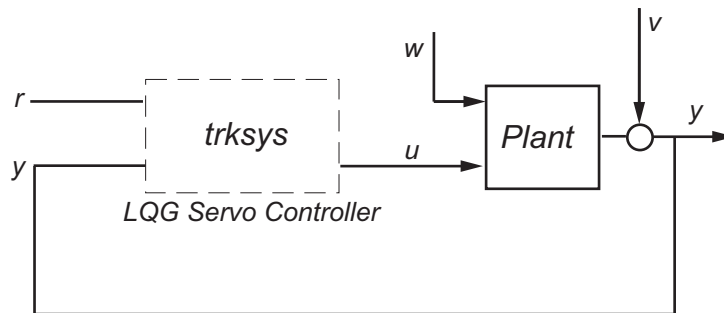 v
w
r
trksys
Plant
y
y
u
LQG Servo Controller